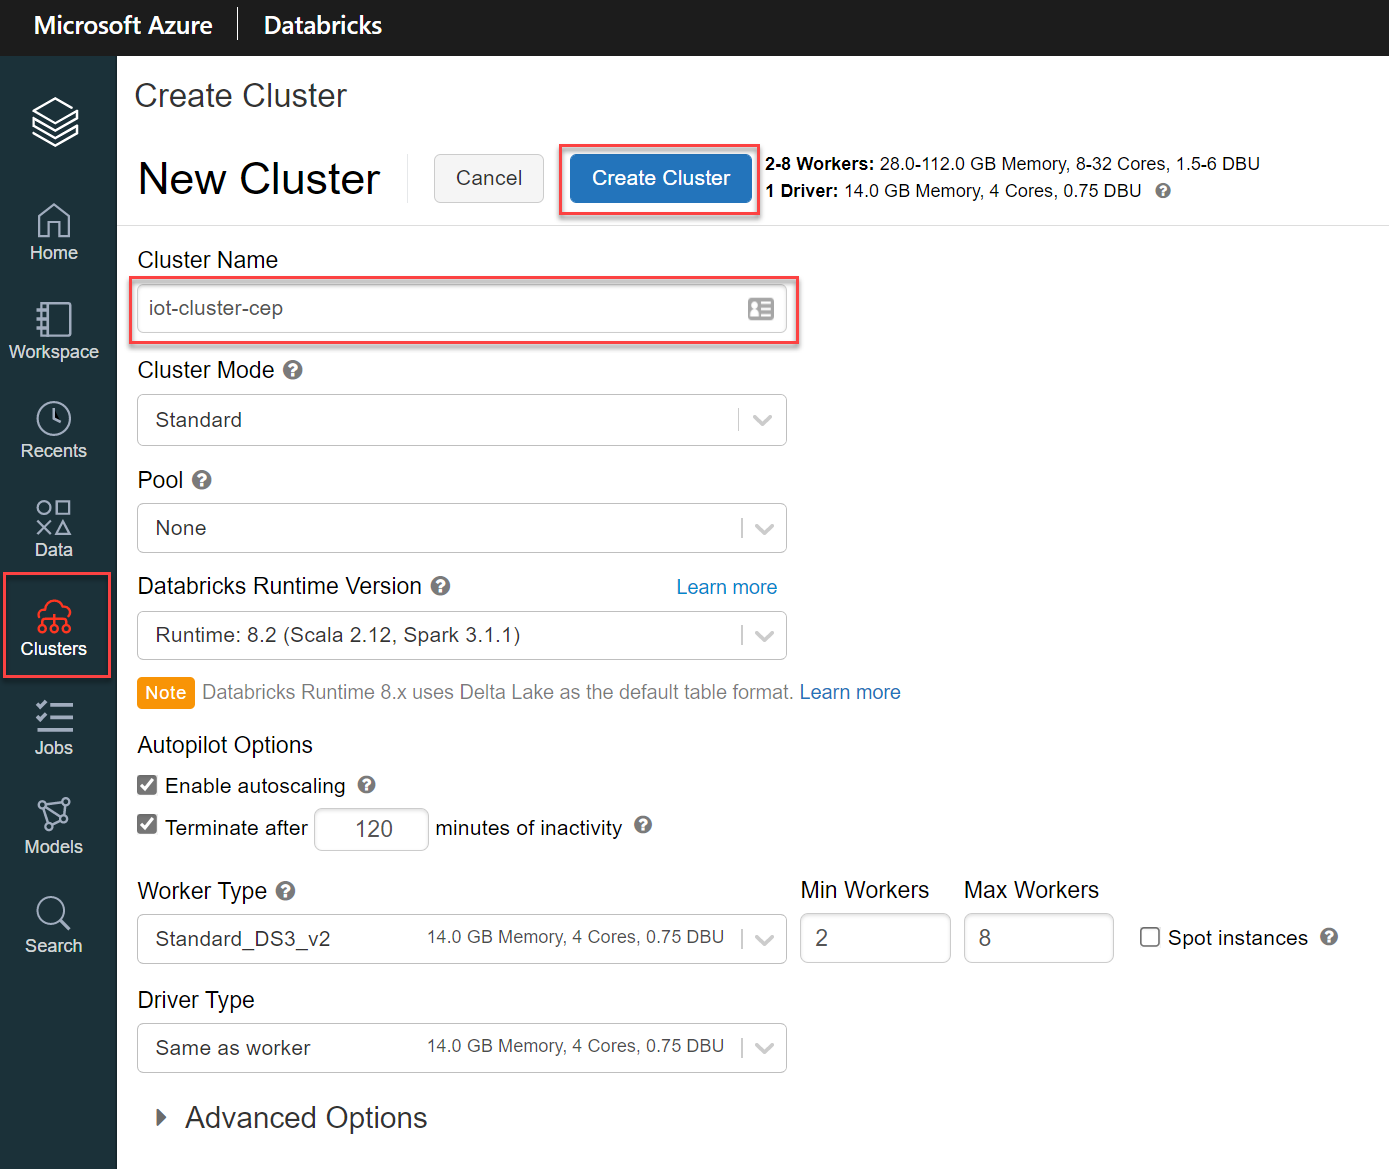 Microsoft Azure Databricks
Create Cluster
New Cluster Cancel Create Cluster
2-8 Workers: 28.0-112.0 GB Memory, 8-32 Cores, 1.5-6 DBU
1 Driver: 14.0 GB Memory, 4 Cores, 0.75 DBU
Home
Workspace
Recents
Data
Clusters
Jobs
Models
Search
Cluster Name
iot-cluster-cep
Cluster Mode
Standard
Pool
None
Databricks Runtime Version Learn more
Runtime: 8.2 (Scala 2.12, Spark 3.1.1)
Note Databricks Runtime 8.x uses Delta Lake as the default table format. Learn more
Autopilot Options
Enable autoscaling
Terminate after 120 minutes of inactivity
Worker Type Min Workers Max Workers
Standard_DS3_v2 14.0 GB Memory, 4 Cores, 0.75 DBU 2 8 Spot instances
Driver Type
Same as worker 14.0 GB Memory, 4 Cores, 0.75 DBU
Advanced Options